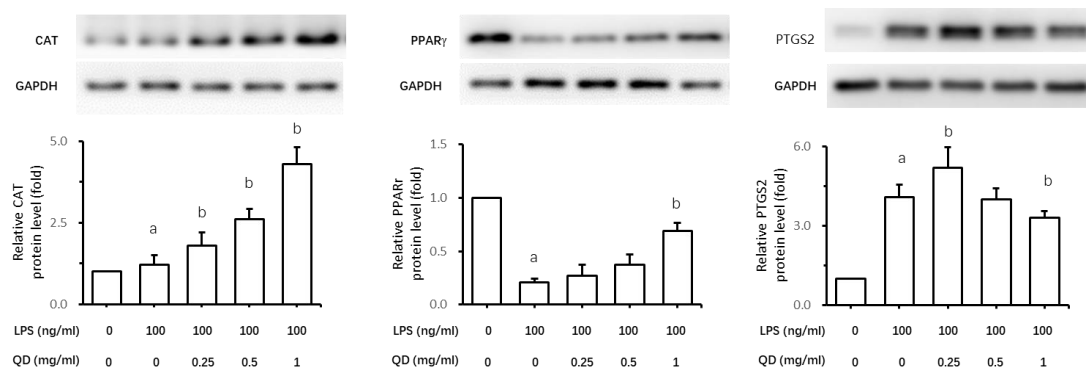 CAT
GAPDH
5.0
2.5
0.0
Relative CAT
protein level (fold)
a
b
b
b
LPS (ng/ml) 0 100 100 100 100
QD (mg/ml) 0 0 0.25 0.5 1
PPARγ
GAPDH
1.5
1.0
0.5
0.0
Relative PPARr
protein level (fold)
a
b
LPS (ng/ml) 0 100 100 100 100
QD (mg/ml) 0 0 0.25 0.5 1
PTGS2
GAPDH
6.0
3.0
0.0
Relative PTGS2
protein level (fold)
a
b
b
LPS (ng/ml) 0 100 100 100 100
QD (mg/ml) 0 0 0.25 0.5 1